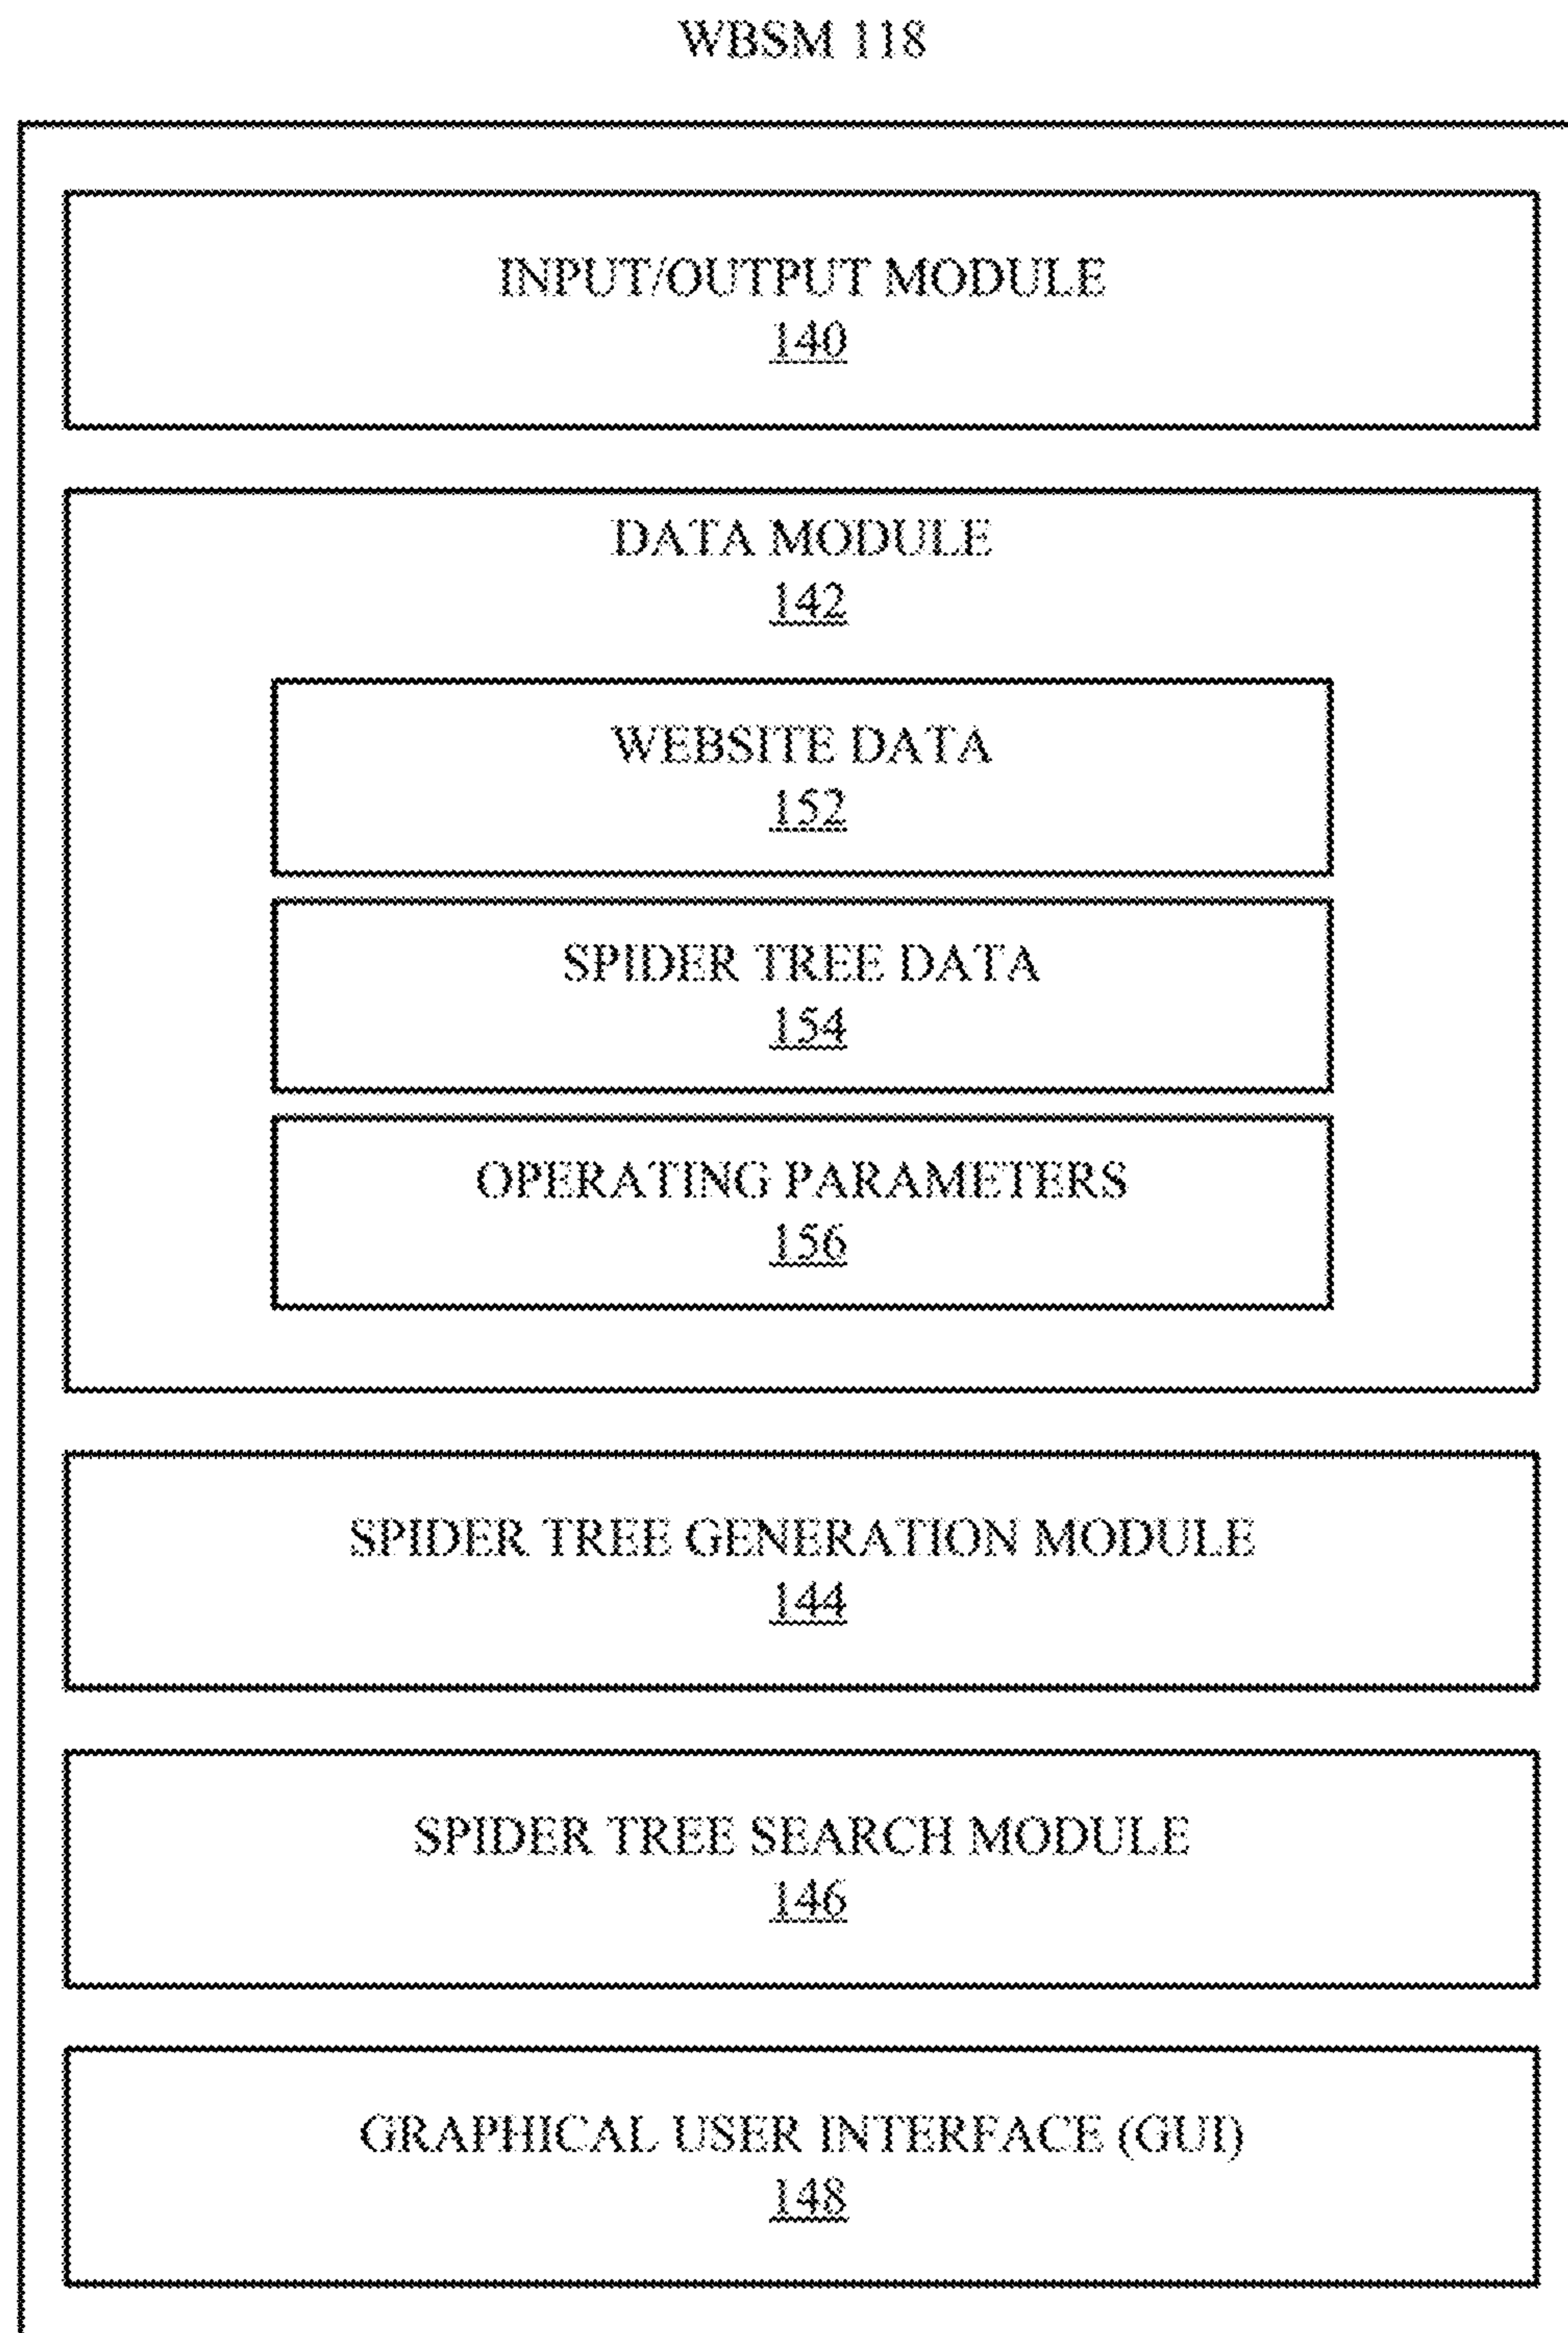 WBSM 118
INPUT/OUTPUT MODULE
140
DATA MODULE
142
WEBSITE DATA
152
SPIDER TREE DATA
154
OPERATING PARAMETERS
156
SPIDER TREE GENERATION MODULE
144
SPIDER TREE SEARCH MODULE
146
GRAPHICAL USER INTERFACE (GUI)
148